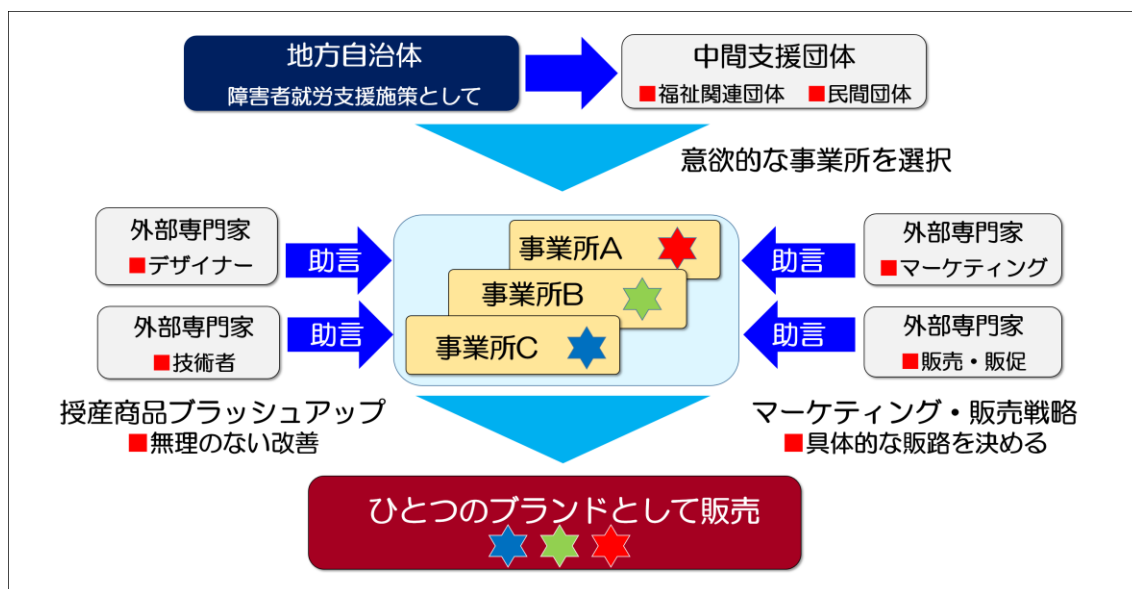 地方自治体
障害者就労支援施策として
中間支援団体
■福祉関連団体 ■民間団体
意欲的な事業所を選択
外部専門家
■デザイナー
助言
外部専門家
■技術者
助言
事業所A
事業所B
事業所C
助言
外部専門家
■マーケティング
助言
外部専門家
■販売・販促
授産商品ブラッシュアップ
■無理のない改善
マーケティング・販売戦略
■具体的な販路を決める
ひとつのブランドとして販売